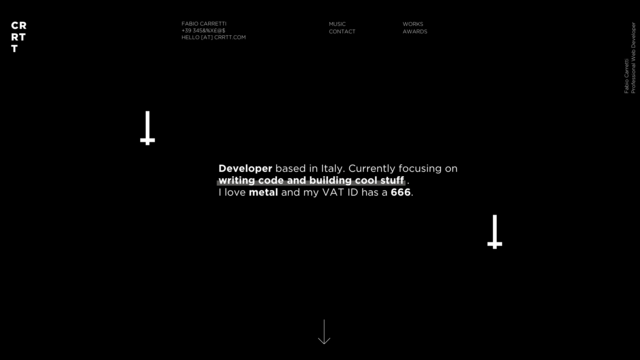 CR
RT
T
FABIO CARRETTI
HELLO [AT] CRRTT.COM
MUSIC
CONTACT
WORKS
AWARDS
Fabio Carretti
Professional Web Developer
Developer based in Italy. Currently focusing on
writing code and building cool stuff .
I love metal and my VAT ID has a 666.